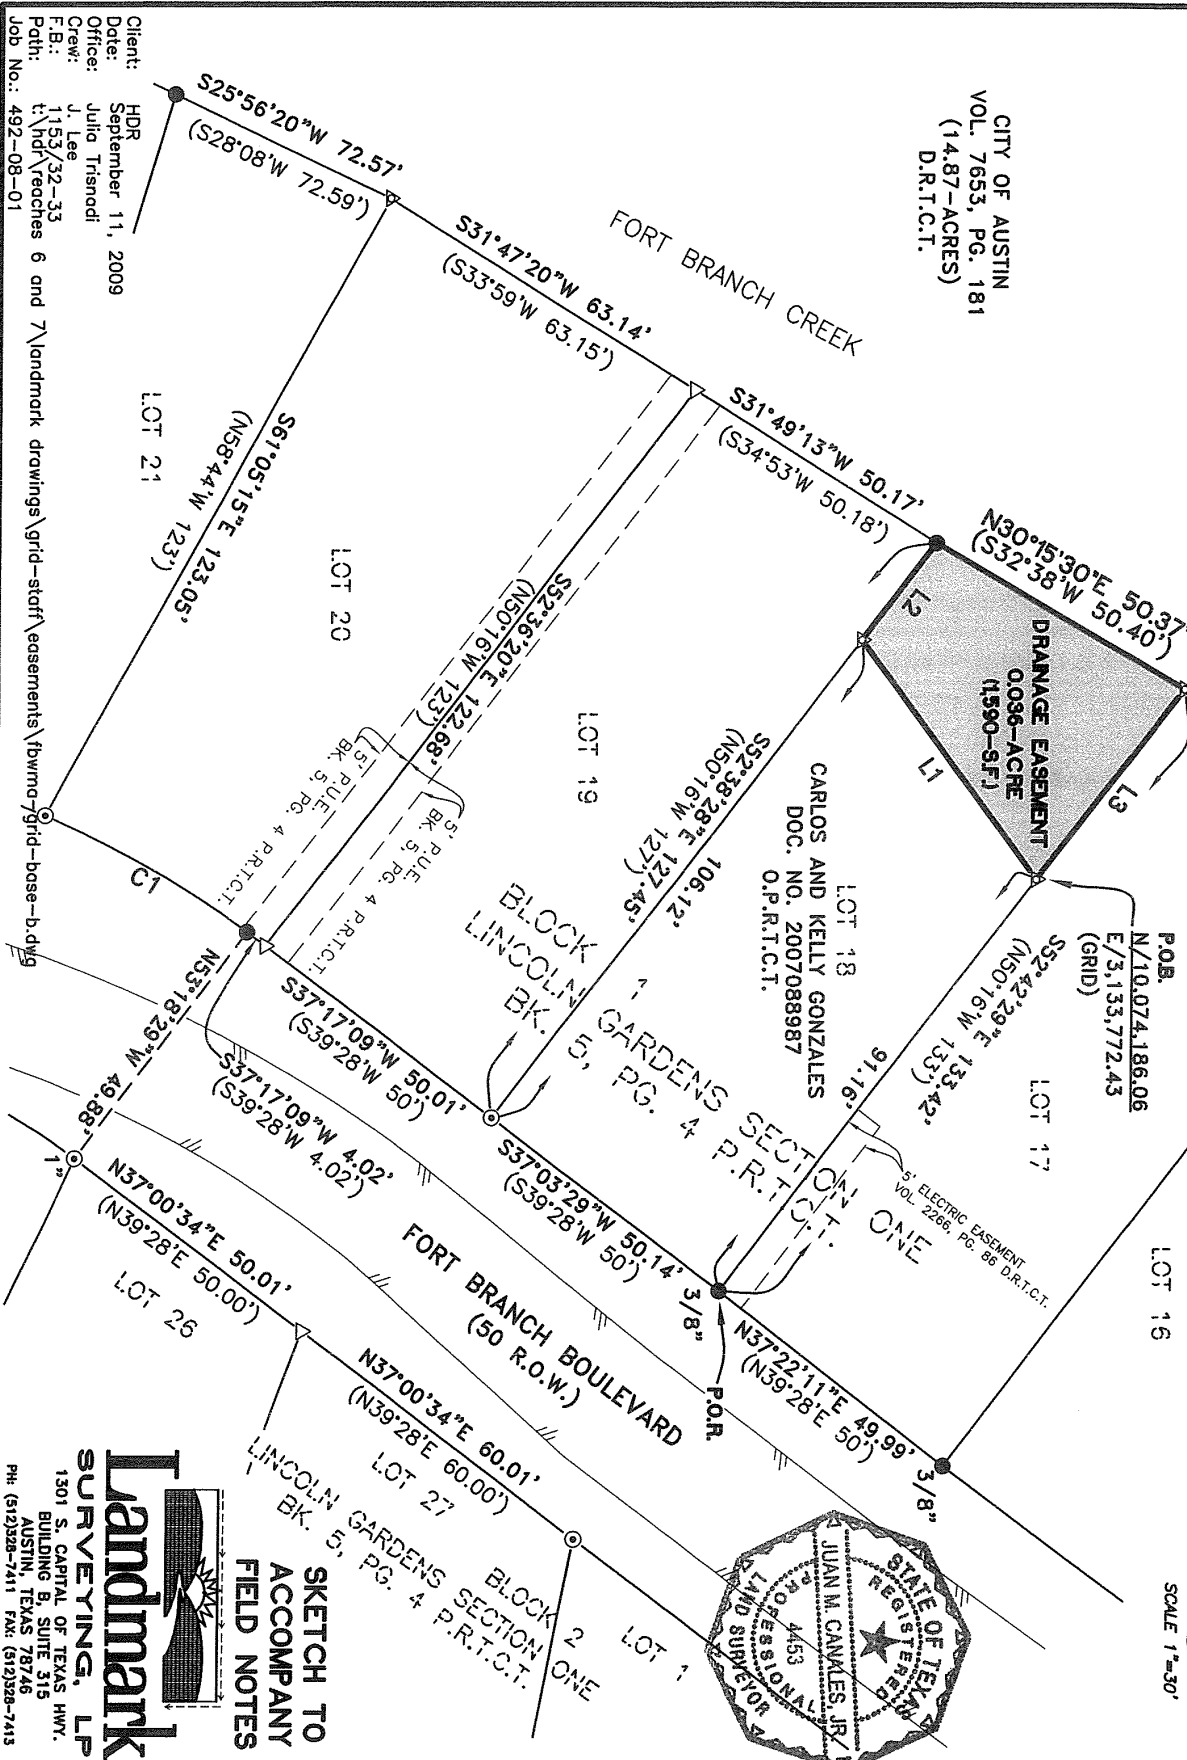 CITY OF AUSTIN
VOL. 7653, PG. 181
(14.87-ACRES)
D.R.T.C.T.
FORT BRANCH CREEK
S25°56'20"W 72.57'
(S28°08'W 72.59')
S31°47'20"W 63.14'
(S33°59'W 63.15')
S31°49'13"W 50.17'
(S34°53'W 50.18')
N30°15'30"E 50.37'
(S32°38'W 50.40')
DRAINAGE EASEMENT
0.036-ACRE
(1,590-S.F.)
L1
L2
L3
P.O.B.
N/10,074,186.06
E/3,133,772.43
(GRID)
S52°42'29"E 133.42'
(N50°16'W 133')
91.16'
LOT 16
LOT 17
5' ELECTRIC EASEMENT
VOL. 2266, PG. 86 D.R.T.C.T.
LOT 18
CARLOS AND KELLY GONZALES
DOC. NO. 2007088987
O.P.R.T.C.T.
106.12'
S52°38'28"E 127.45'
(N50°16'W 127')
LOT 19
BLOCK 1
LINCOLN GARDENS SECTION ONE
BK. 5, PG. 4 P.R.T.C.T.
S52°36'20"E 122.68'
(N50°16'W 123')
5' P.U.E.
BK. 5, PG. 4 P.R.T.C.T.
5' P.U.E.
BK. 5, PG. 4 P.R.T.C.T.
LOT 20
S61°05'15"E 123.05'
(N58°44'W 123')
LOT 21
C1
S37°17'09"W 50.01'
(S39°28'W 50')
S37°03'29"W 50.14'
(S39°28'W 50')
3/8"
P.O.R.
N37°22'11"E 49.99'
(N39°28'E 50')
3/8"
S37°17'09"W 4.02'
(S39°28'W 4.02')
N53°18'29"W 49.88'
1"
FORT BRANCH BOULEVARD
(50 R.O.W.)
N37°00'34"E 50.01'
(N39°28'E 50.00')
LOT 26
N37°00'34"E 60.01'
(N39°28'E 60.00')
LOT 27
LOT 1
BLOCK 2
LINCOLN GARDENS SECTION ONE
BK. 5, PG. 4 P.R.T.C.T.
SCALE 1"=30'
STATE OF TEXAS
REGISTERED
JUAN M. CANALES, JR.
4453
PROFESSIONAL
LAND SURVEYOR
SKETCH TO
ACCOMPANY
FIELD NOTES
Landmark
SURVEYING, LP
1301 S. CAPITAL OF TEXAS HWY.
BUILDING B, SUITE 315
AUSTIN, TEXAS 78746
PH: (512)328-7411 FAX: (512)328-7413
Client: HDR
Date: September 11, 2009
Office: Julia Trisnadi
Crew: J. Lee
F.B.: 1153/32-33
Path: t:\hdr\reaches 6 and 7\landmark drawings\grid-staff\easements\fbwma-grid-base-b.dwg
Job No.: 492-08-01